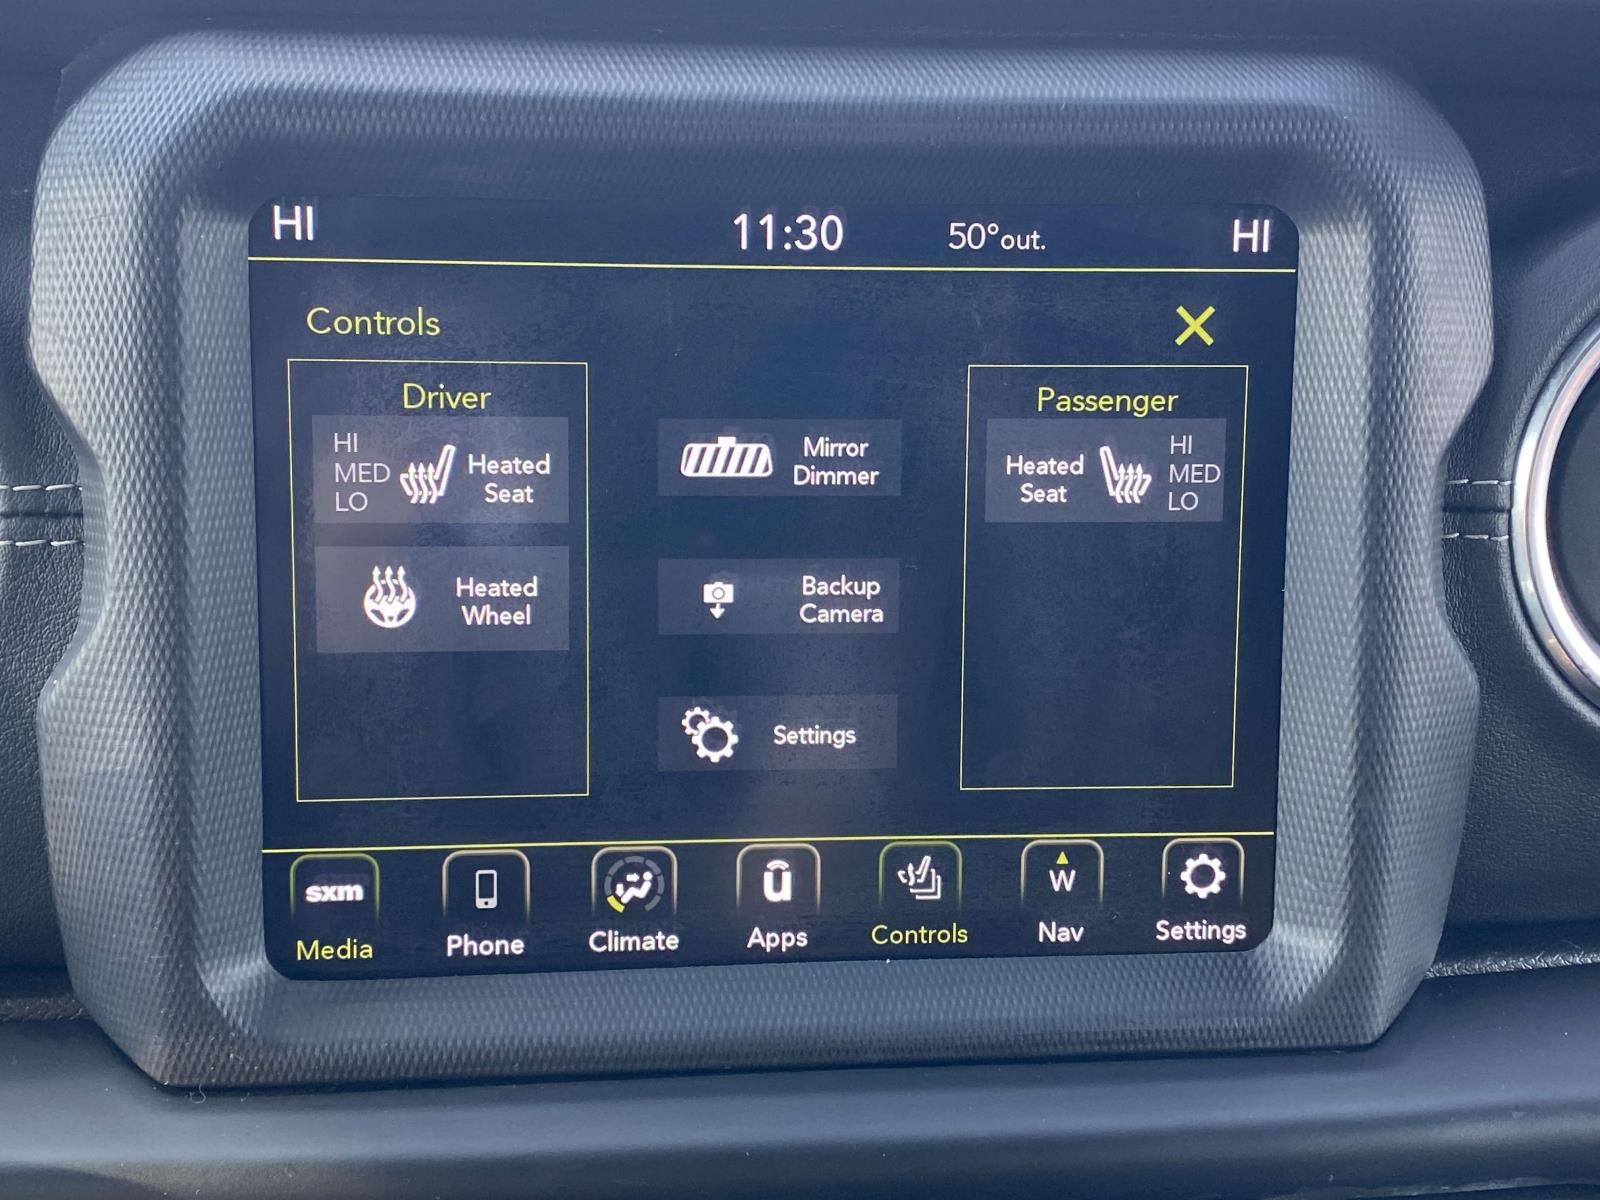 HI 11:30 50°out. HI
Controls
Driver
HI
MED
LO
Heated
Seat
Heated
Wheel
Mirror
Dimmer
Backup
Camera
Settings
Passenger
Heated
Seat
HI
MED
LO
sxm
Media
Phone
Climate
ū
Apps
Controls
W
Nav
Settings